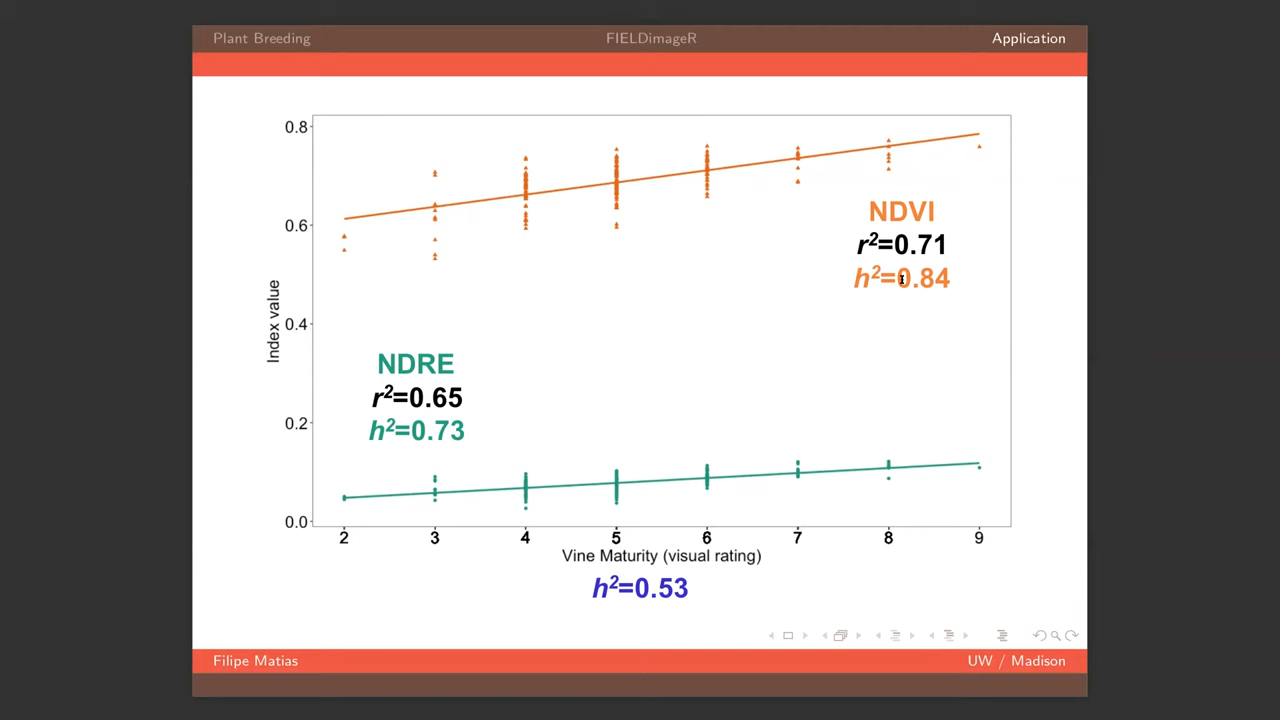 Plant Breeding FIELDimageR Application
0.8
0.6
0.4
0.2
0.0
Index value
NDVI
r²=0.71
h²=0.84
NDRE
r²=0.65
h²=0.73
2 3 4 5 6 7 8 9
Vine Maturity (visual rating)
h²=0.53
Filipe Matias UW / Madison